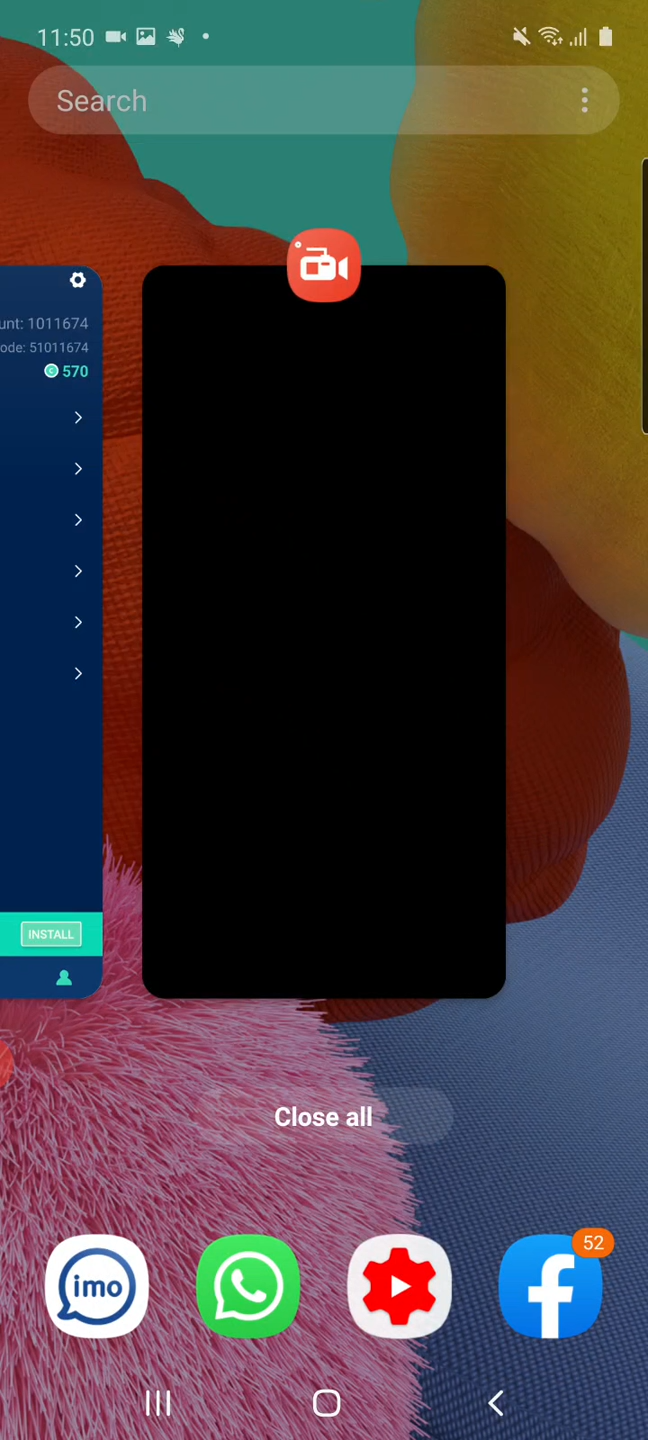 11:50
Search
unt: 1011674
ode: 51011674
570
INSTALL
Close all
52
imo